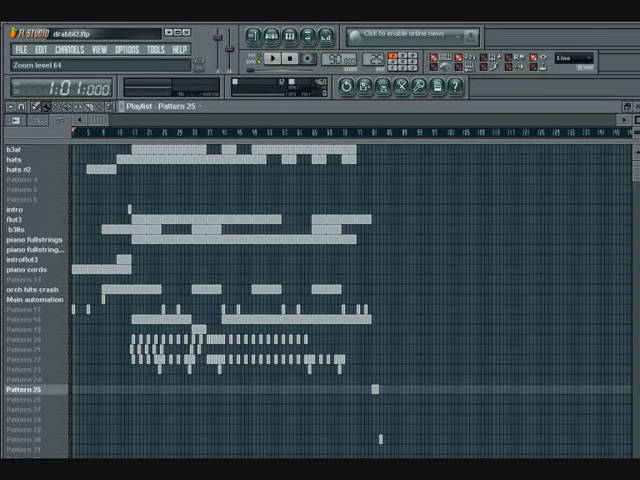 FL STUDIO drabbi2.flp
FILE EDIT CHANNELS VIEW OPTIONS TOOLS HELP
Zoom level 64
1:01:000
Click to enable online news
Line
Playlist - Pattern 25
b3at
hats
hats #2
Pattern 4
Pattern 5
Pattern 6
intro
flut3
b3lls
piano fullstrings
piano fullstring...
introflut3
piano cords
Pattern 14
orch hits crash
Main automation
Pattern 17
Pattern 18
Pattern 19
Pattern 20
Pattern 21
Pattern 22
Pattern 23
Pattern 24
Pattern 25
Pattern 26
Pattern 27
Pattern 28
Pattern 29
Pattern 30
Pattern 31